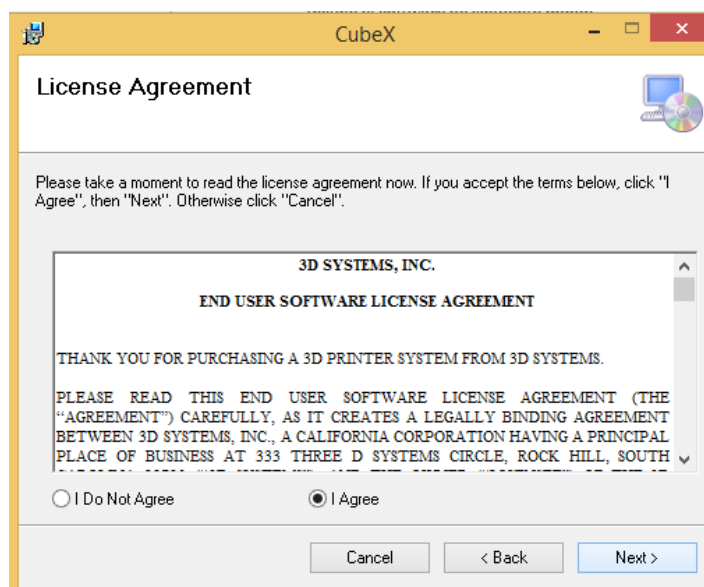 CubeX
License Agreement
Please take a moment to read the license agreement now. If you accept the terms below, click "I
Agree", then "Next". Otherwise click "Cancel".
3D SYSTEMS, INC.
END USER SOFTWARE LICENSE AGREEMENT
THANK YOU FOR PURCHASING A 3D PRINTER SYSTEM FROM 3D SYSTEMS.
PLEASE READ THIS END USER SOFTWARE LICENSE AGREEMENT (THE
“AGREEMENT”) CAREFULLY, AS IT CREATES A LEGALLY BINDING AGREEMENT
BETWEEN 3D SYSTEMS, INC., A CALIFORNIA CORPORATION HAVING A PRINCIPAL
PLACE OF BUSINESS AT 333 THREE D SYSTEMS CIRCLE, ROCK HILL, SOUTH
I Do Not Agree
I Agree
Cancel
< Back
Next >